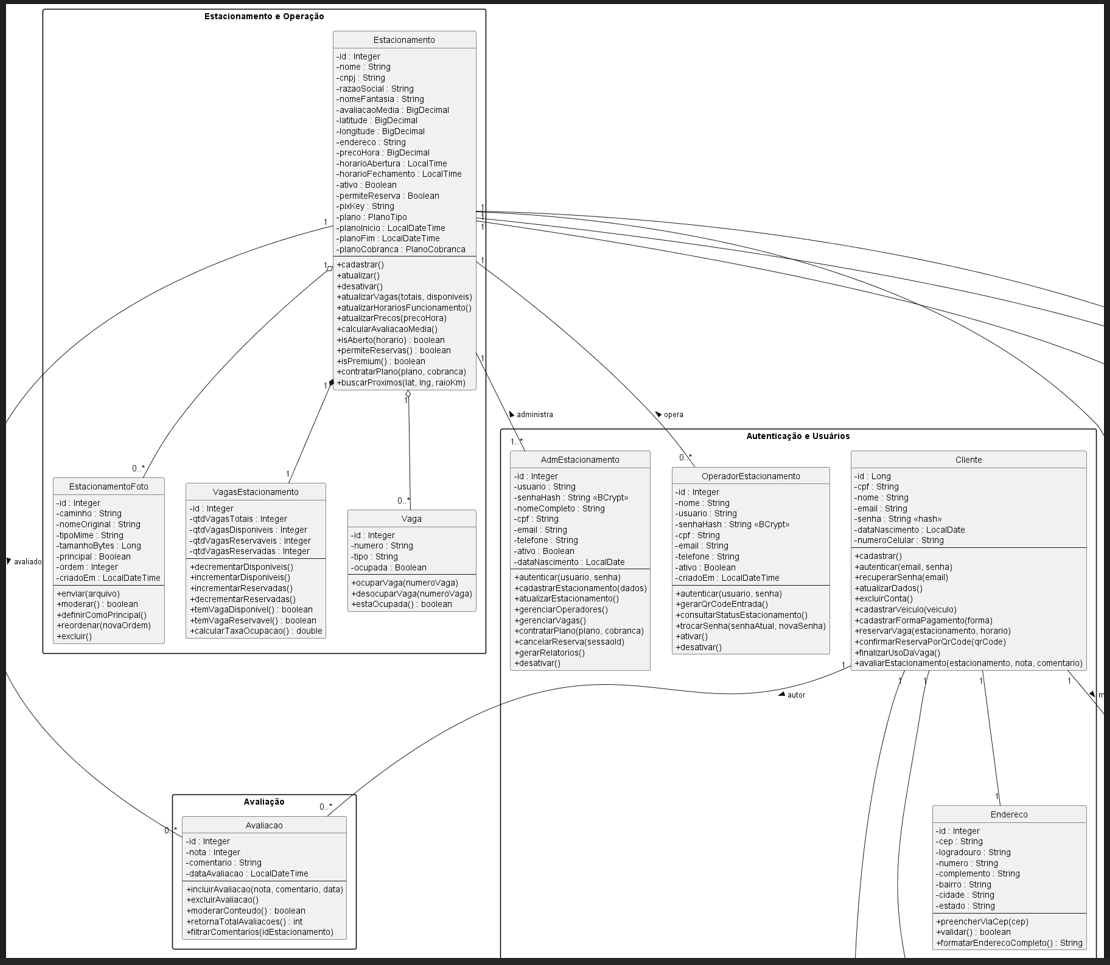 Estacionamento e Operação
Estacionamento
-id : Integer
-nome : String
-cnpj : String
-razaoSocial : String
-nomeFantasia : String
-avaliacaoMedia : BigDecimal
-latitude : BigDecimal
-longitude : BigDecimal
-endereco : String
-precoHora : BigDecimal
-horarioAbertura : LocalTime
-horarioFechamento : LocalTime
-ativo : Boolean
-permiteReserva : Boolean
-pixKey : String
-plano : PlanoTipo
-planoInicio : LocalDateTime
-planoFim : LocalDateTime
-planoCobranca : PlanoCobranca
+cadastrar()
+atualizar()
+desativar()
+atualizarVagas(totais, disponiveis)
+atualizarHorariosFuncionamento()
+atualizarPrecos(precoHora)
+calcularAvaliacaoMedia()
+isAberto(horario) : boolean
+permiteReservas() : boolean
+isPremium() : boolean
+contratarPlano(plano, cobranca)
+buscarProximos(lat, lng, raioKm)
1
1
1
1
1
1
1
1
1
administra
opera
1..*
0..*
0..*
1
0..*
EstacionamentoFoto
-id : Integer
-caminho : String
-nomeOriginal : String
-tipoMime : String
-tamanhoBytes : Long
-principal : Boolean
-ordem : Integer
-criadoEm : LocalDateTime
+enviar(arquivo)
+moderar() : boolean
+definirComoPrincipal()
+reordenar(novaOrdem)
+excluir()
VagasEstacionamento
-id : Integer
-qtdVagasTotais : Integer
-qtdVagasDisponiveis : Integer
-qtdVagasReservaveis : Integer
-qtdVagasReservadas : Integer
+decrementarDisponiveis()
+incrementarDisponiveis()
+incrementarReservadas()
+decrementarReservadas()
+temVagaDisponivel() : boolean
+temVagaReservavel() : boolean
+calcularTaxaOcupacao() : double
Vaga
-id : Integer
-numero : String
-tipo : String
-ocupada : Boolean
+ocuparVaga(numeroVaga)
+desocuparVaga(numeroVaga)
+estaOcupada() : boolean
avaliado
Autenticação e Usuários
AdmEstacionamento
-id : Integer
-usuario : String
-senhaHash : String «BCrypt»
-nomeCompleto : String
-cpf : String
-email : String
-telefone : String
-ativo : Boolean
-dataNascimento : LocalDate
+autenticar(usuario, senha)
+cadastrarEstacionamento(dados)
+atualizarEstacionamento()
+gerenciarOperadores()
+gerenciarVagas()
+contratarPlano(plano, cobranca)
+cancelarReserva(sessaoId)
+gerarRelatorios()
+desativar()
OperadorEstacionamento
-id : Integer
-nome : String
-usuario : String
-senhaHash : String «BCrypt»
-cpf : String
-email : String
-telefone : String
-ativo : Boolean
-criadoEm : LocalDateTime
+autenticar(usuario, senha)
+gerarQrCodeEntrada()
+consultarStatusEstacionamento()
+trocarSenha(senhaAtual, novaSenha)
+ativar()
+desativar()
Cliente
-id : Long
-cpf : String
-nome : String
-email : String
-senha : String «hash»
-dataNascimento : LocalDate
-numeroCelular : String
+cadastrar()
+autenticar(email, senha)
+recuperarSenha(email)
+atualizarDados()
+excluirConta()
+cadastrarVeiculo(veiculo)
+cadastrarFormaPagamento(forma)
+reservarVaga(estacionamento, horario)
+confirmarReservaPorQrCode(qrCode)
+finalizarUsoDaVaga()
+avaliarEstacionamento(estacionamento, nota, comentario)
1
1
1
1
1
autor
m
Avaliação
0..*
0..*
Avaliacao
-id : Integer
-nota : Integer
-comentario : String
-dataAvaliacao : LocalDateTime
+incluirAvaliacao(nota, comentario, data)
+excluirAvaliacao()
+moderarConteudo() : boolean
+retornaTotalAvaliacoes() : int
+filtrarComentarios(idEstacionamento)
1
Endereco
-id : Integer
-cep : String
-logradouro : String
-numero : String
-complemento : String
-bairro : String
-cidade : String
-estado : String
+preencherViaCep(cep)
+validar() : boolean
+formatarEnderecoCompleto() : String